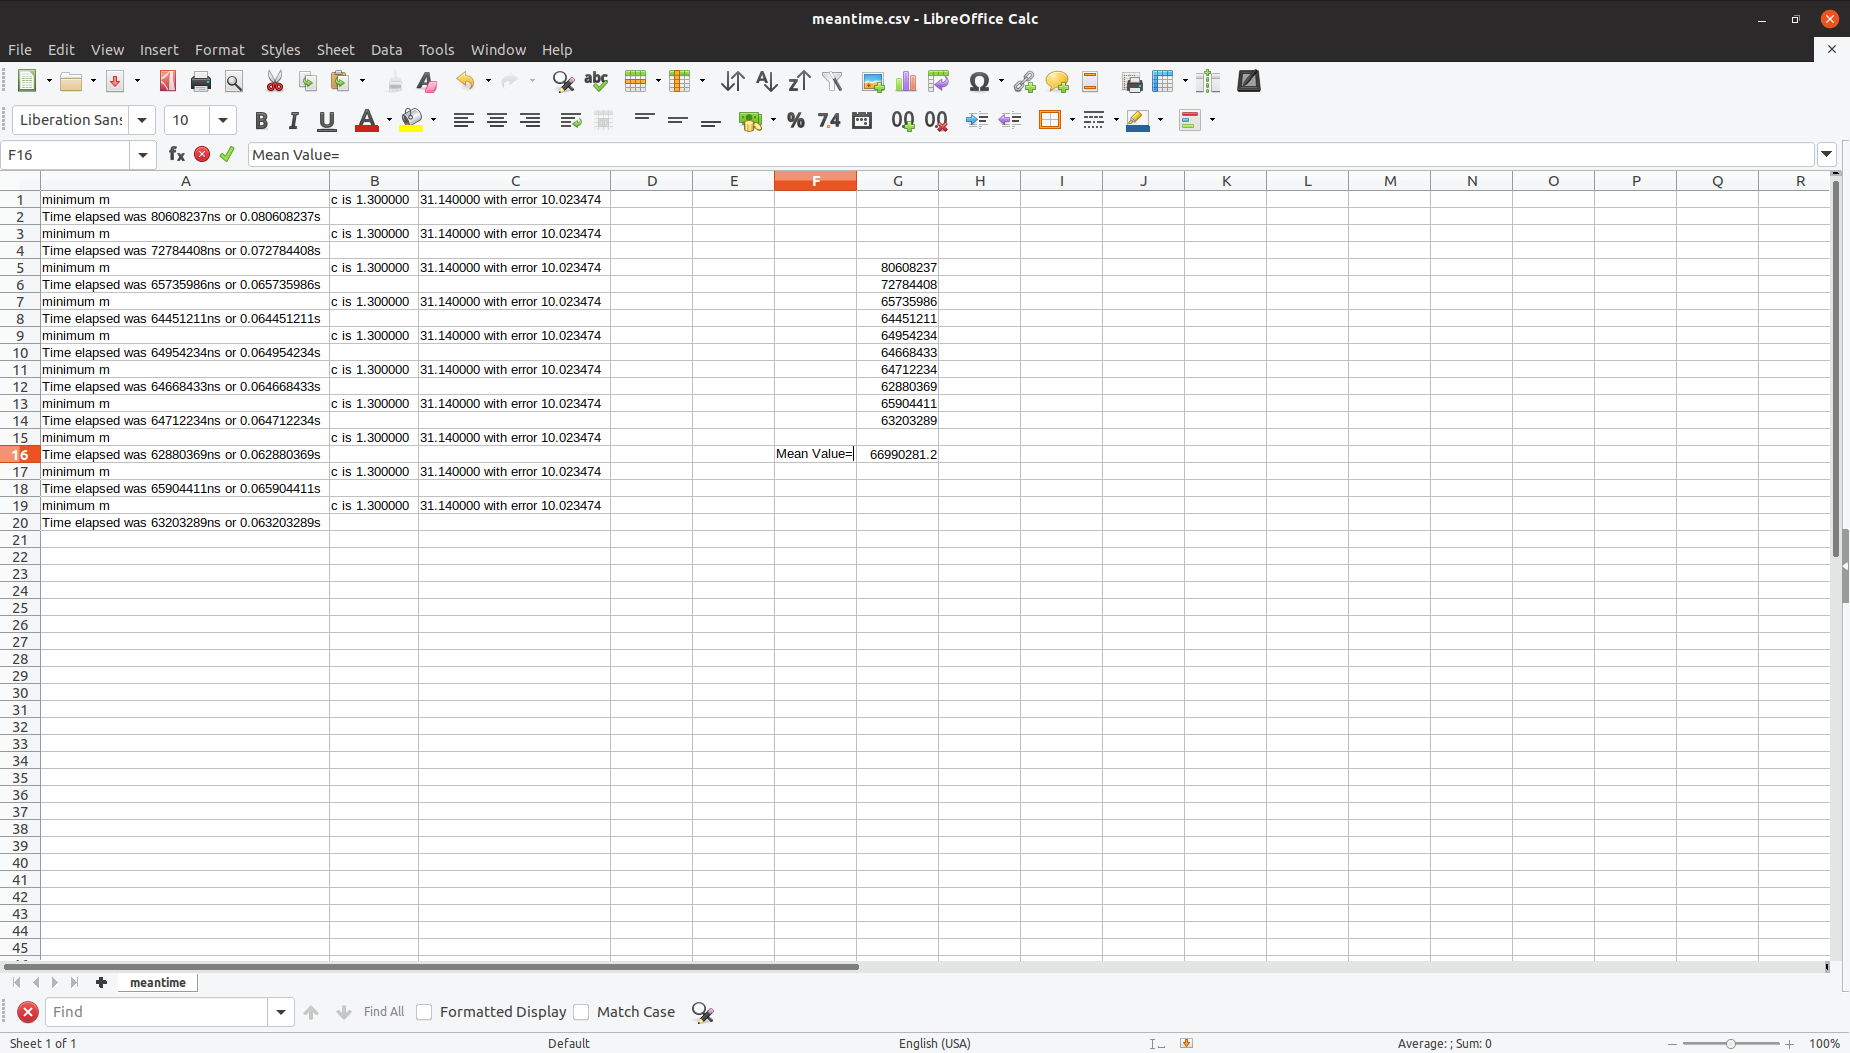 meantime.csv - LibreOffice Calc
File Edit View Insert Format Styles Sheet Data Tools Window Help
Liberation Sans 10
F16 Mean Value=
A B C D E F G H I J K L M N O P Q R
1 minimum m c is 1.300000 31.140000 with error 10.023474
2 Time elapsed was 80608237ns or 0.080608237s
3 minimum m c is 1.300000 31.140000 with error 10.023474
4 Time elapsed was 72784408ns or 0.072784408s
5 minimum m c is 1.300000 31.140000 with error 10.023474 80608237
6 Time elapsed was 65735986ns or 0.065735986s 72784408
7 minimum m c is 1.300000 31.140000 with error 10.023474 65735986
8 Time elapsed was 64451211ns or 0.064451211s 64451211
9 minimum m c is 1.300000 31.140000 with error 10.023474 64954234
10 Time elapsed was 64954234ns or 0.064954234s 64668433
11 minimum m c is 1.300000 31.140000 with error 10.023474 64712234
12 Time elapsed was 64668433ns or 0.064668433s 62880369
13 minimum m c is 1.300000 31.140000 with error 10.023474 65904411
14 Time elapsed was 64712234ns or 0.064712234s 63203289
15 minimum m c is 1.300000 31.140000 with error 10.023474
16 Time elapsed was 62880369ns or 0.062880369s Mean Value= 66990281.2
17 minimum m c is 1.300000 31.140000 with error 10.023474
18 Time elapsed was 65904411ns or 0.065904411s
19 minimum m c is 1.300000 31.140000 with error 10.023474
20 Time elapsed was 63203289ns or 0.063203289s
21
22
23
24
25
26
27
28
29
30
31
32
33
34
35
36
37
38
39
40
41
42
43
44
45
meantime
Find Find All Formatted Display Match Case
Sheet 1 of 1 Default English (USA) Average: ; Sum: 0 100%